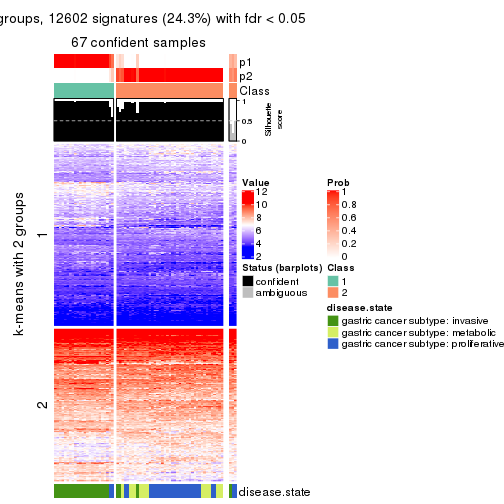 groups, 12602 signatures (24.3%) with fdr < 0.05
67 confident samples
p1
p2
Class
1
0.5
0
Silhouette
score
k-means with 2 groups
1
2
Value
12
10
8
6
4
2
Prob
1
0.8
0.6
0.4
0.2
0
Status (barplots)
confident
ambiguous
Class
1
2
disease.state
gastric cancer subtype: invasive
gastric cancer subtype: metabolic
gastric cancer subtype: proliferative
disease.state